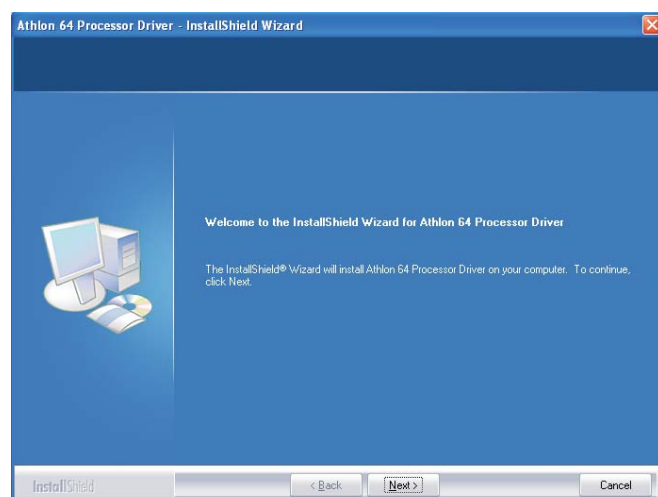 Athlon 64 Processor Driver - InstallShield Wizard
Welcome to the InstallShield Wizard for Athlon 64 Processor Driver
The InstallShield® Wizard will install Athlon 64 Processor Driver on your computer. To continue,
click Next.
InstallShield
< Back
Next >
Cancel